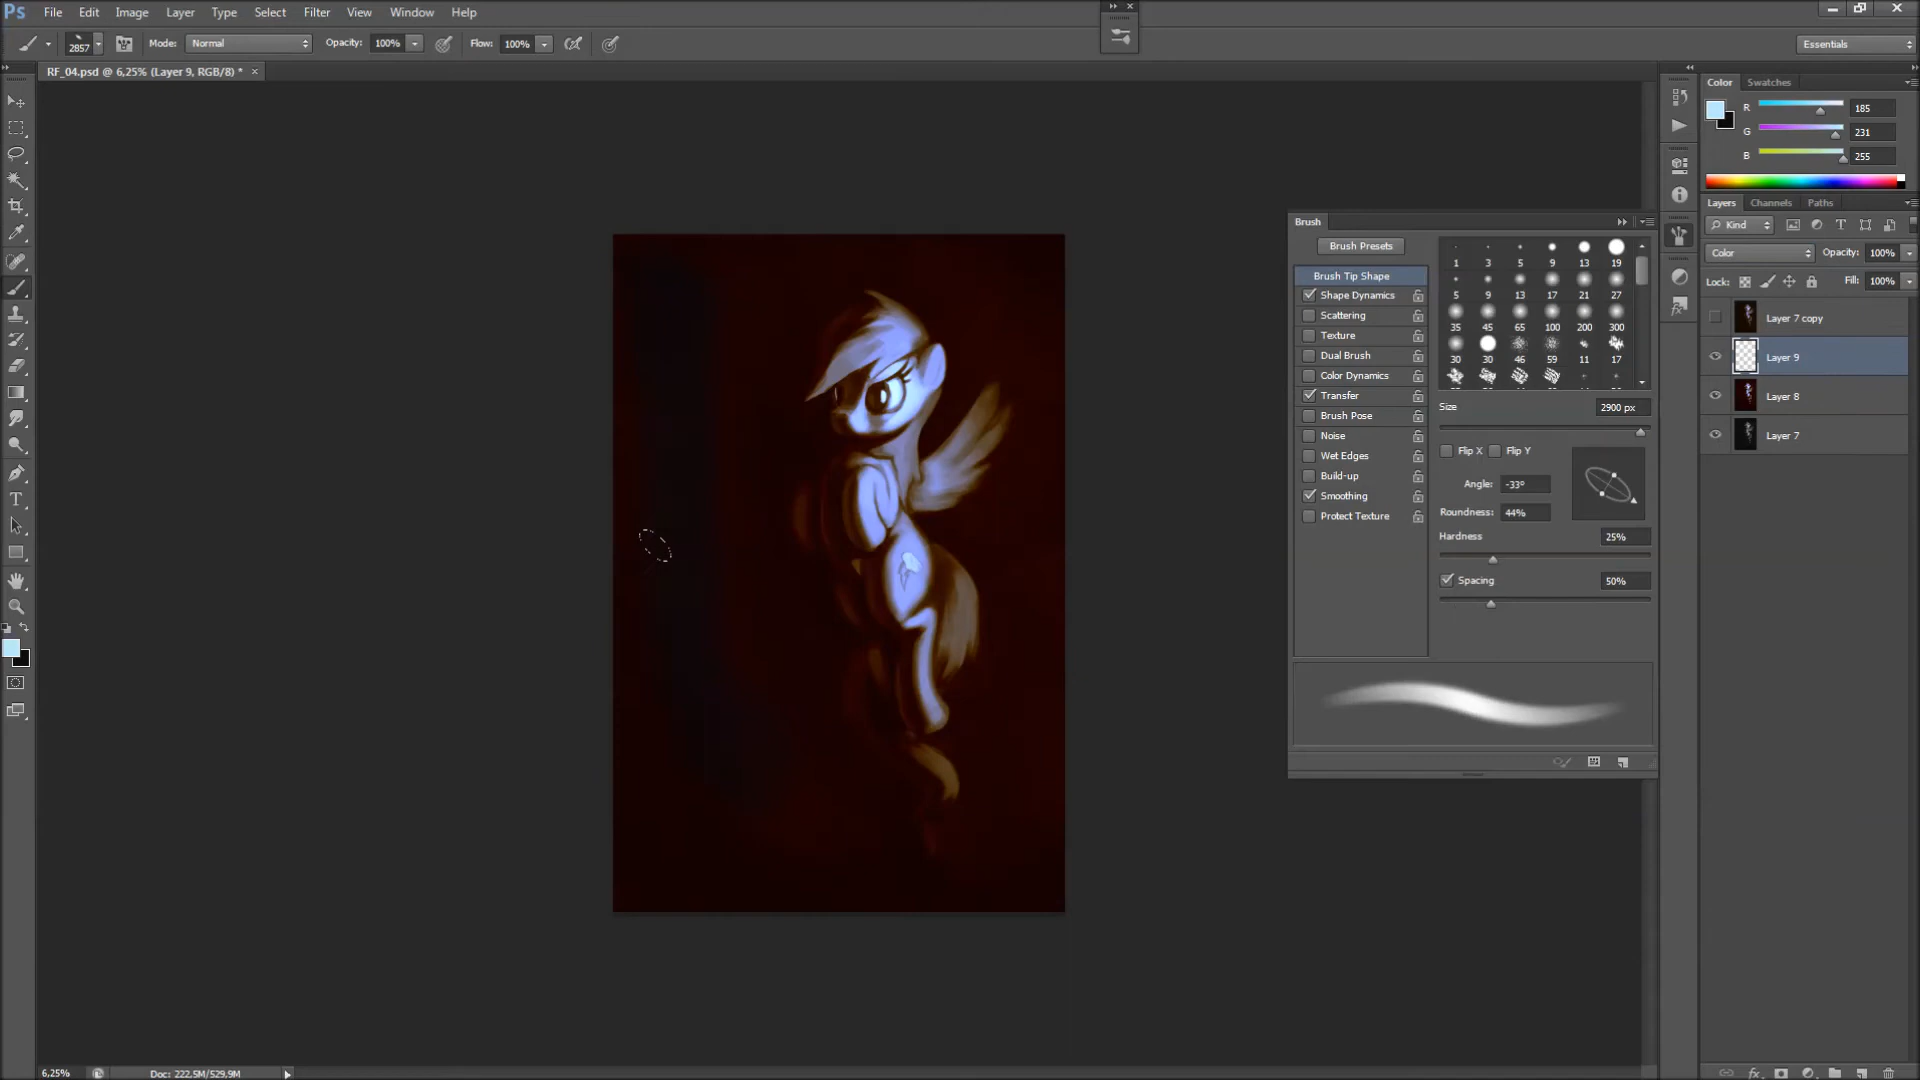 Ps File Edit Image Layer Type Select Filter View Window Help
2857 Mode: Normal Opacity: 100% Flow: 100% Essentials
RF_04.psd @ 6,25% (Layer 9, RGB/8) * ×
Color Swatches
R 185
G 231
B 255
Layers Channels Paths
Kind T
Color Opacity: 100%
Lock: Fill: 100%
Layer 7 copy
Layer 9
Layer 8
Layer 7
Brush
Brush Presets
Brush Tip Shape
Shape Dynamics
Scattering
Texture
Dual Brush
Color Dynamics
Transfer
Brush Pose
Noise
Wet Edges
Build-up
Smoothing
Protect Texture
1 3 5 9 13 19
5 9 13 17 21 27
35 45 65 100 200 300
30 30 46 59 11 17
Size 2900 px
Flip X Flip Y
Angle: -33º
Roundness: 44%
Hardness 25%
Spacing 50%
6,25% Doc: 222,5M/529,9M